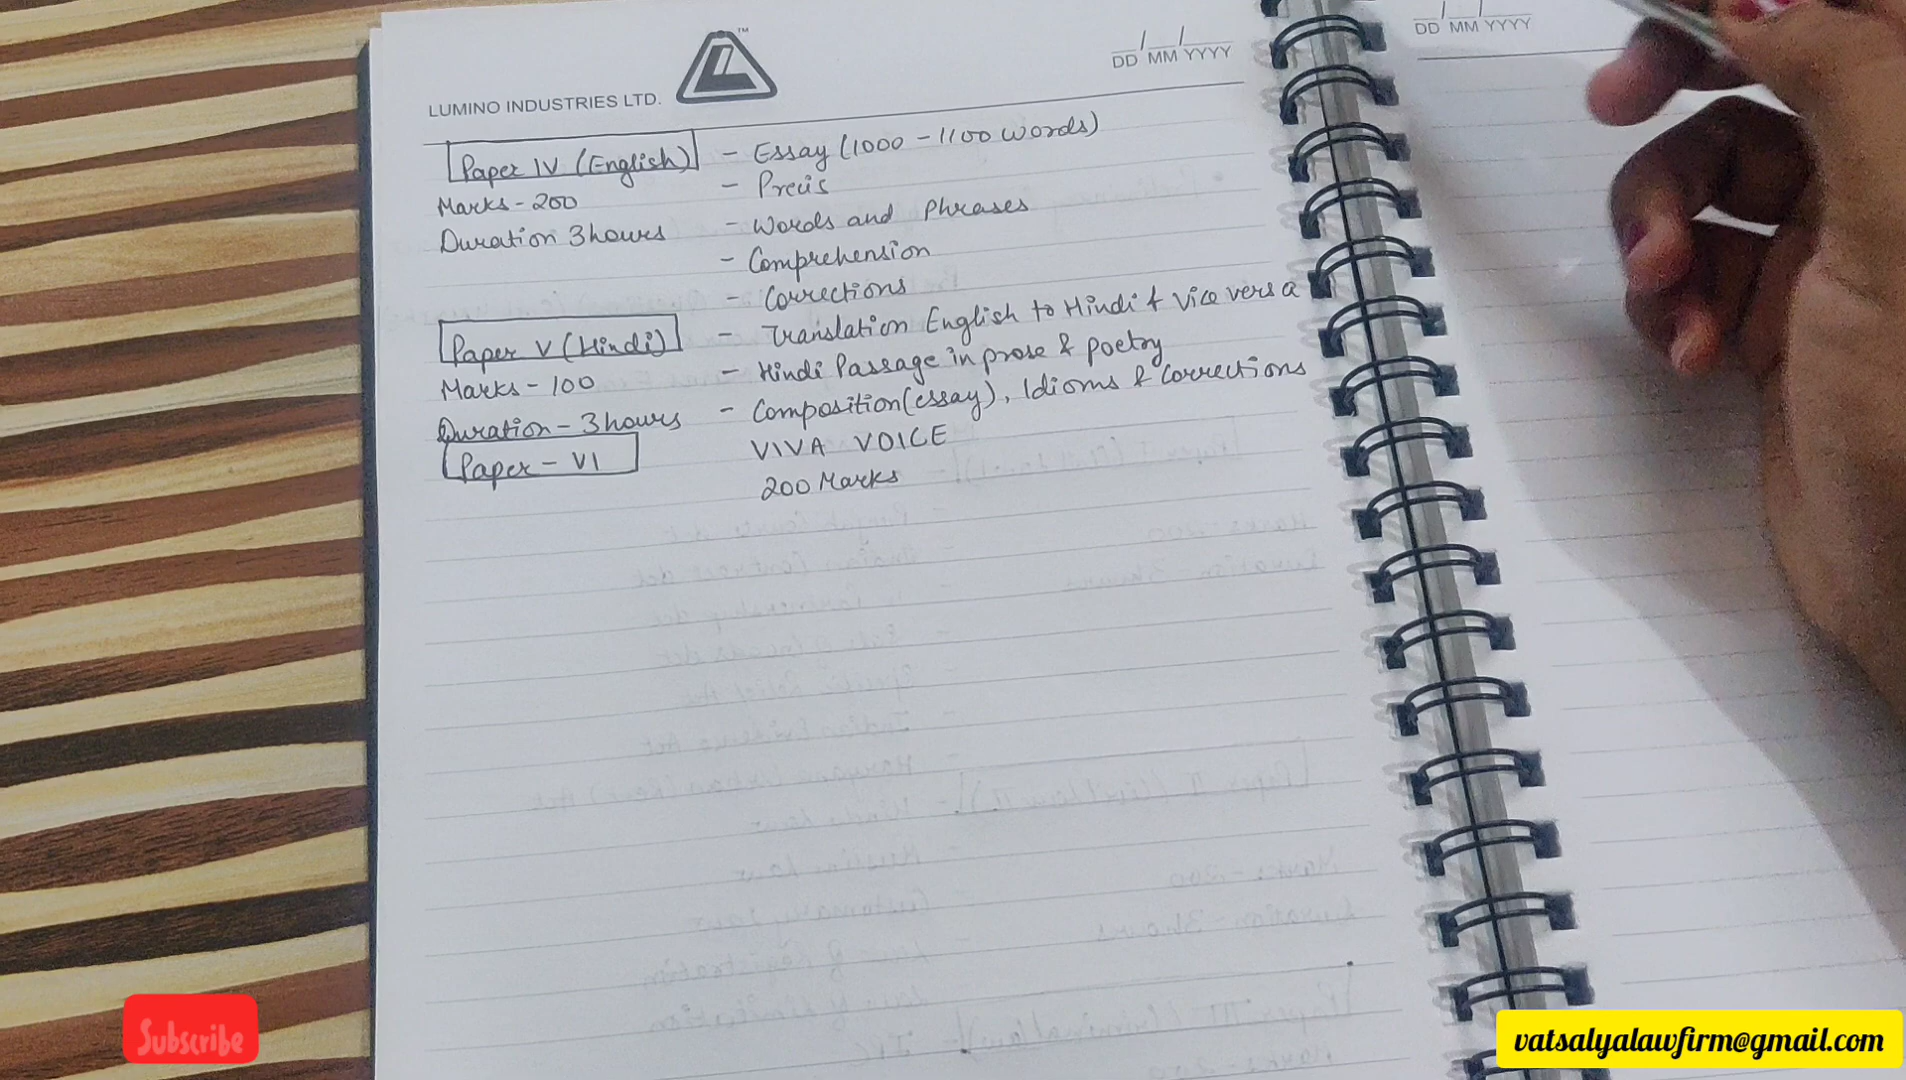 LUMINO INDUSTRIES LTD.
DD MM YYYY
DD MM YYYY
Paper IV (English) - Essay (1000 - 1100 words)
Marks - 200 - Precis
Duration 3 hours - Words and Phrases
- Comprehension
- Corrections
Paper V (Hindi) - Translation English to Hindi & vice versa
Marks - 100 - Hindi Passage in prose & poetry
Duration - 3 hours - Composition (essay), Idioms & Corrections
Paper - VI VIVA VOICE
200 Marks
Subscribe
vatsalyalawfirm@gmail.com